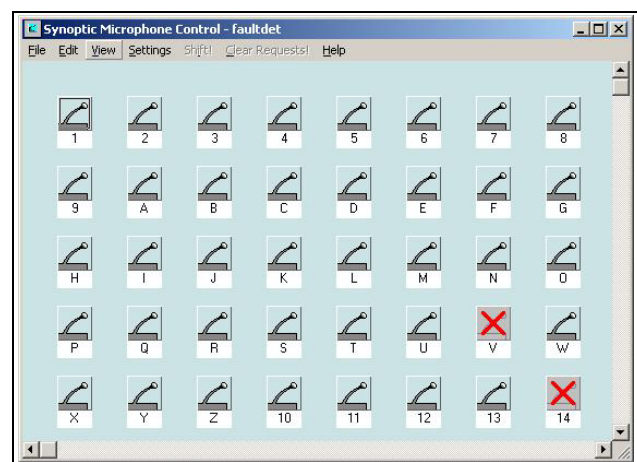 Synoptic Microphone Control - faultdet
File Edit View Settings Shift! Clear Requests! Help
1 2 3 4 5 6 7 8
9 A B C D E F G
H I J K L M N O
P Q R S T U V W
X Y Z 10 11 12 13 14